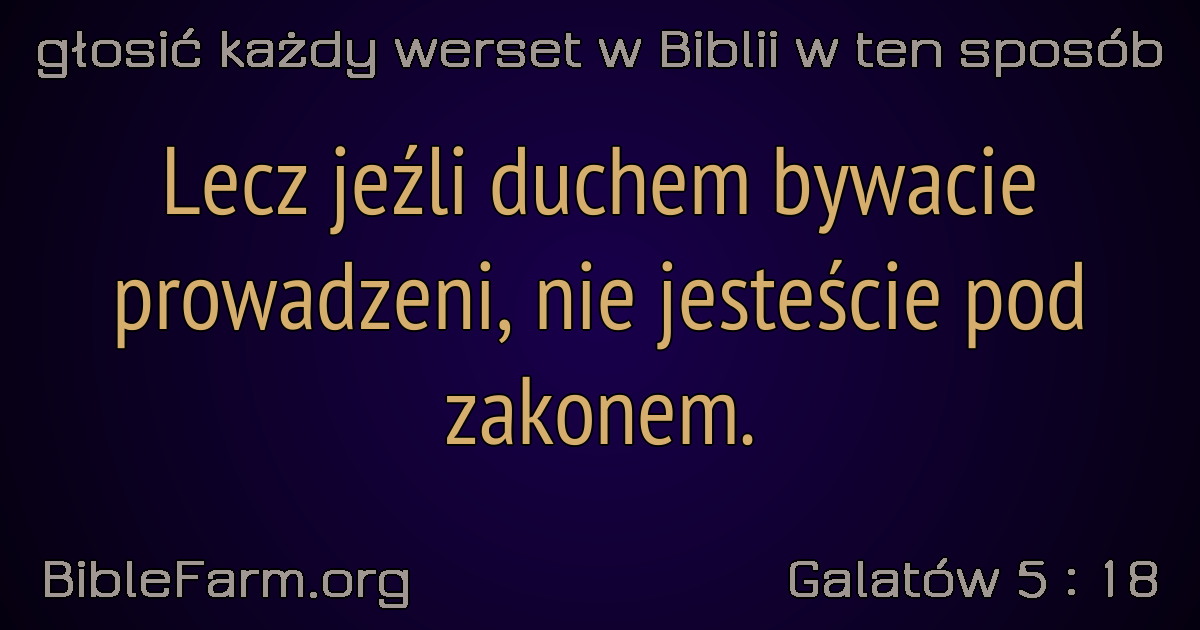 głosić każdy werset w Biblii w ten sposób
Lecz jeźli duchem bywacie
prowadzeni, nie jesteście pod
zakonem.
BibleFarm.org
Galatów 5 : 18